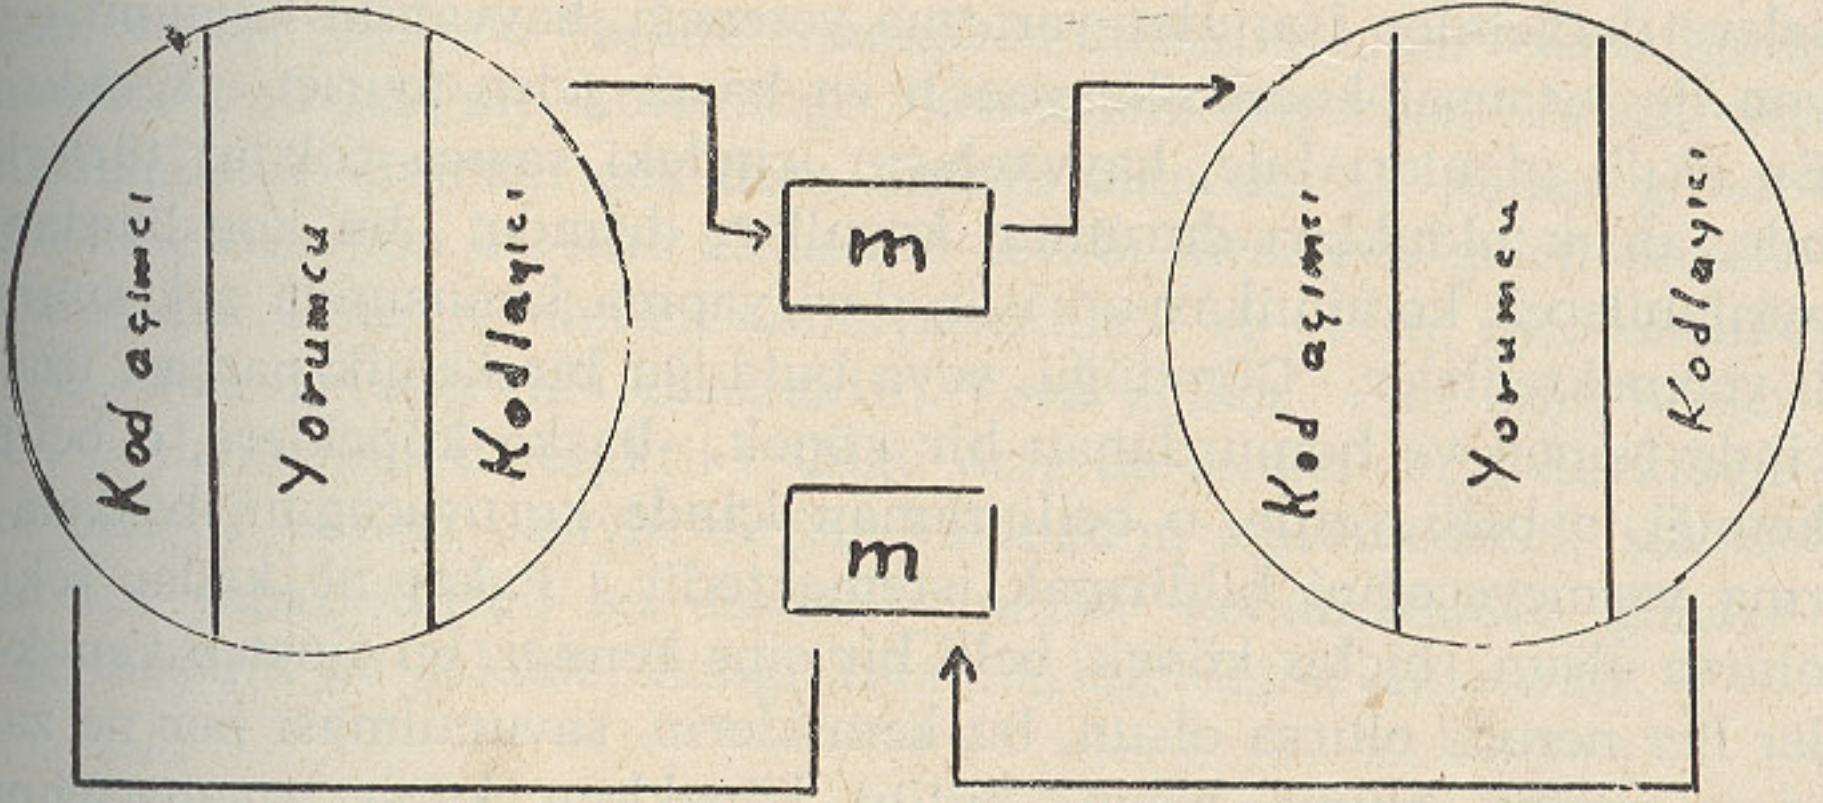 Kod açımcı
Yorumcu
Kodlayıcı
m
m
Kod açımcı
Yorumcu
Kodlayıcı